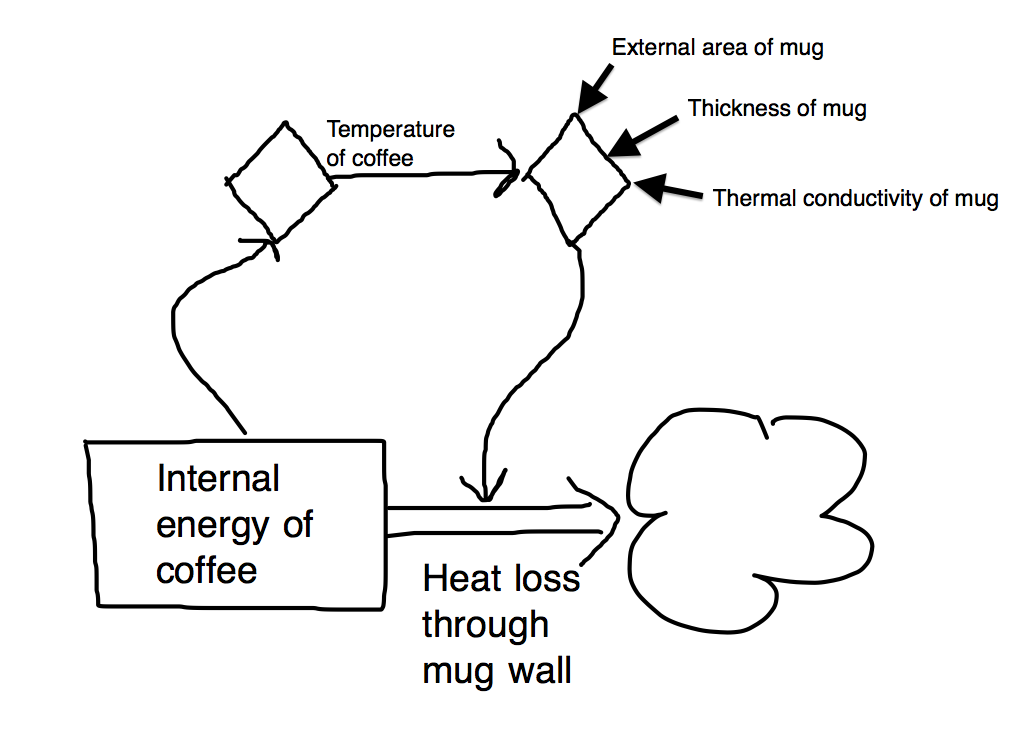 External area of mug
Thickness of mug
Temperature
of coffee
Thermal conductivity of mug
Internal
energy of
coffee
Heat loss
through
mug wall